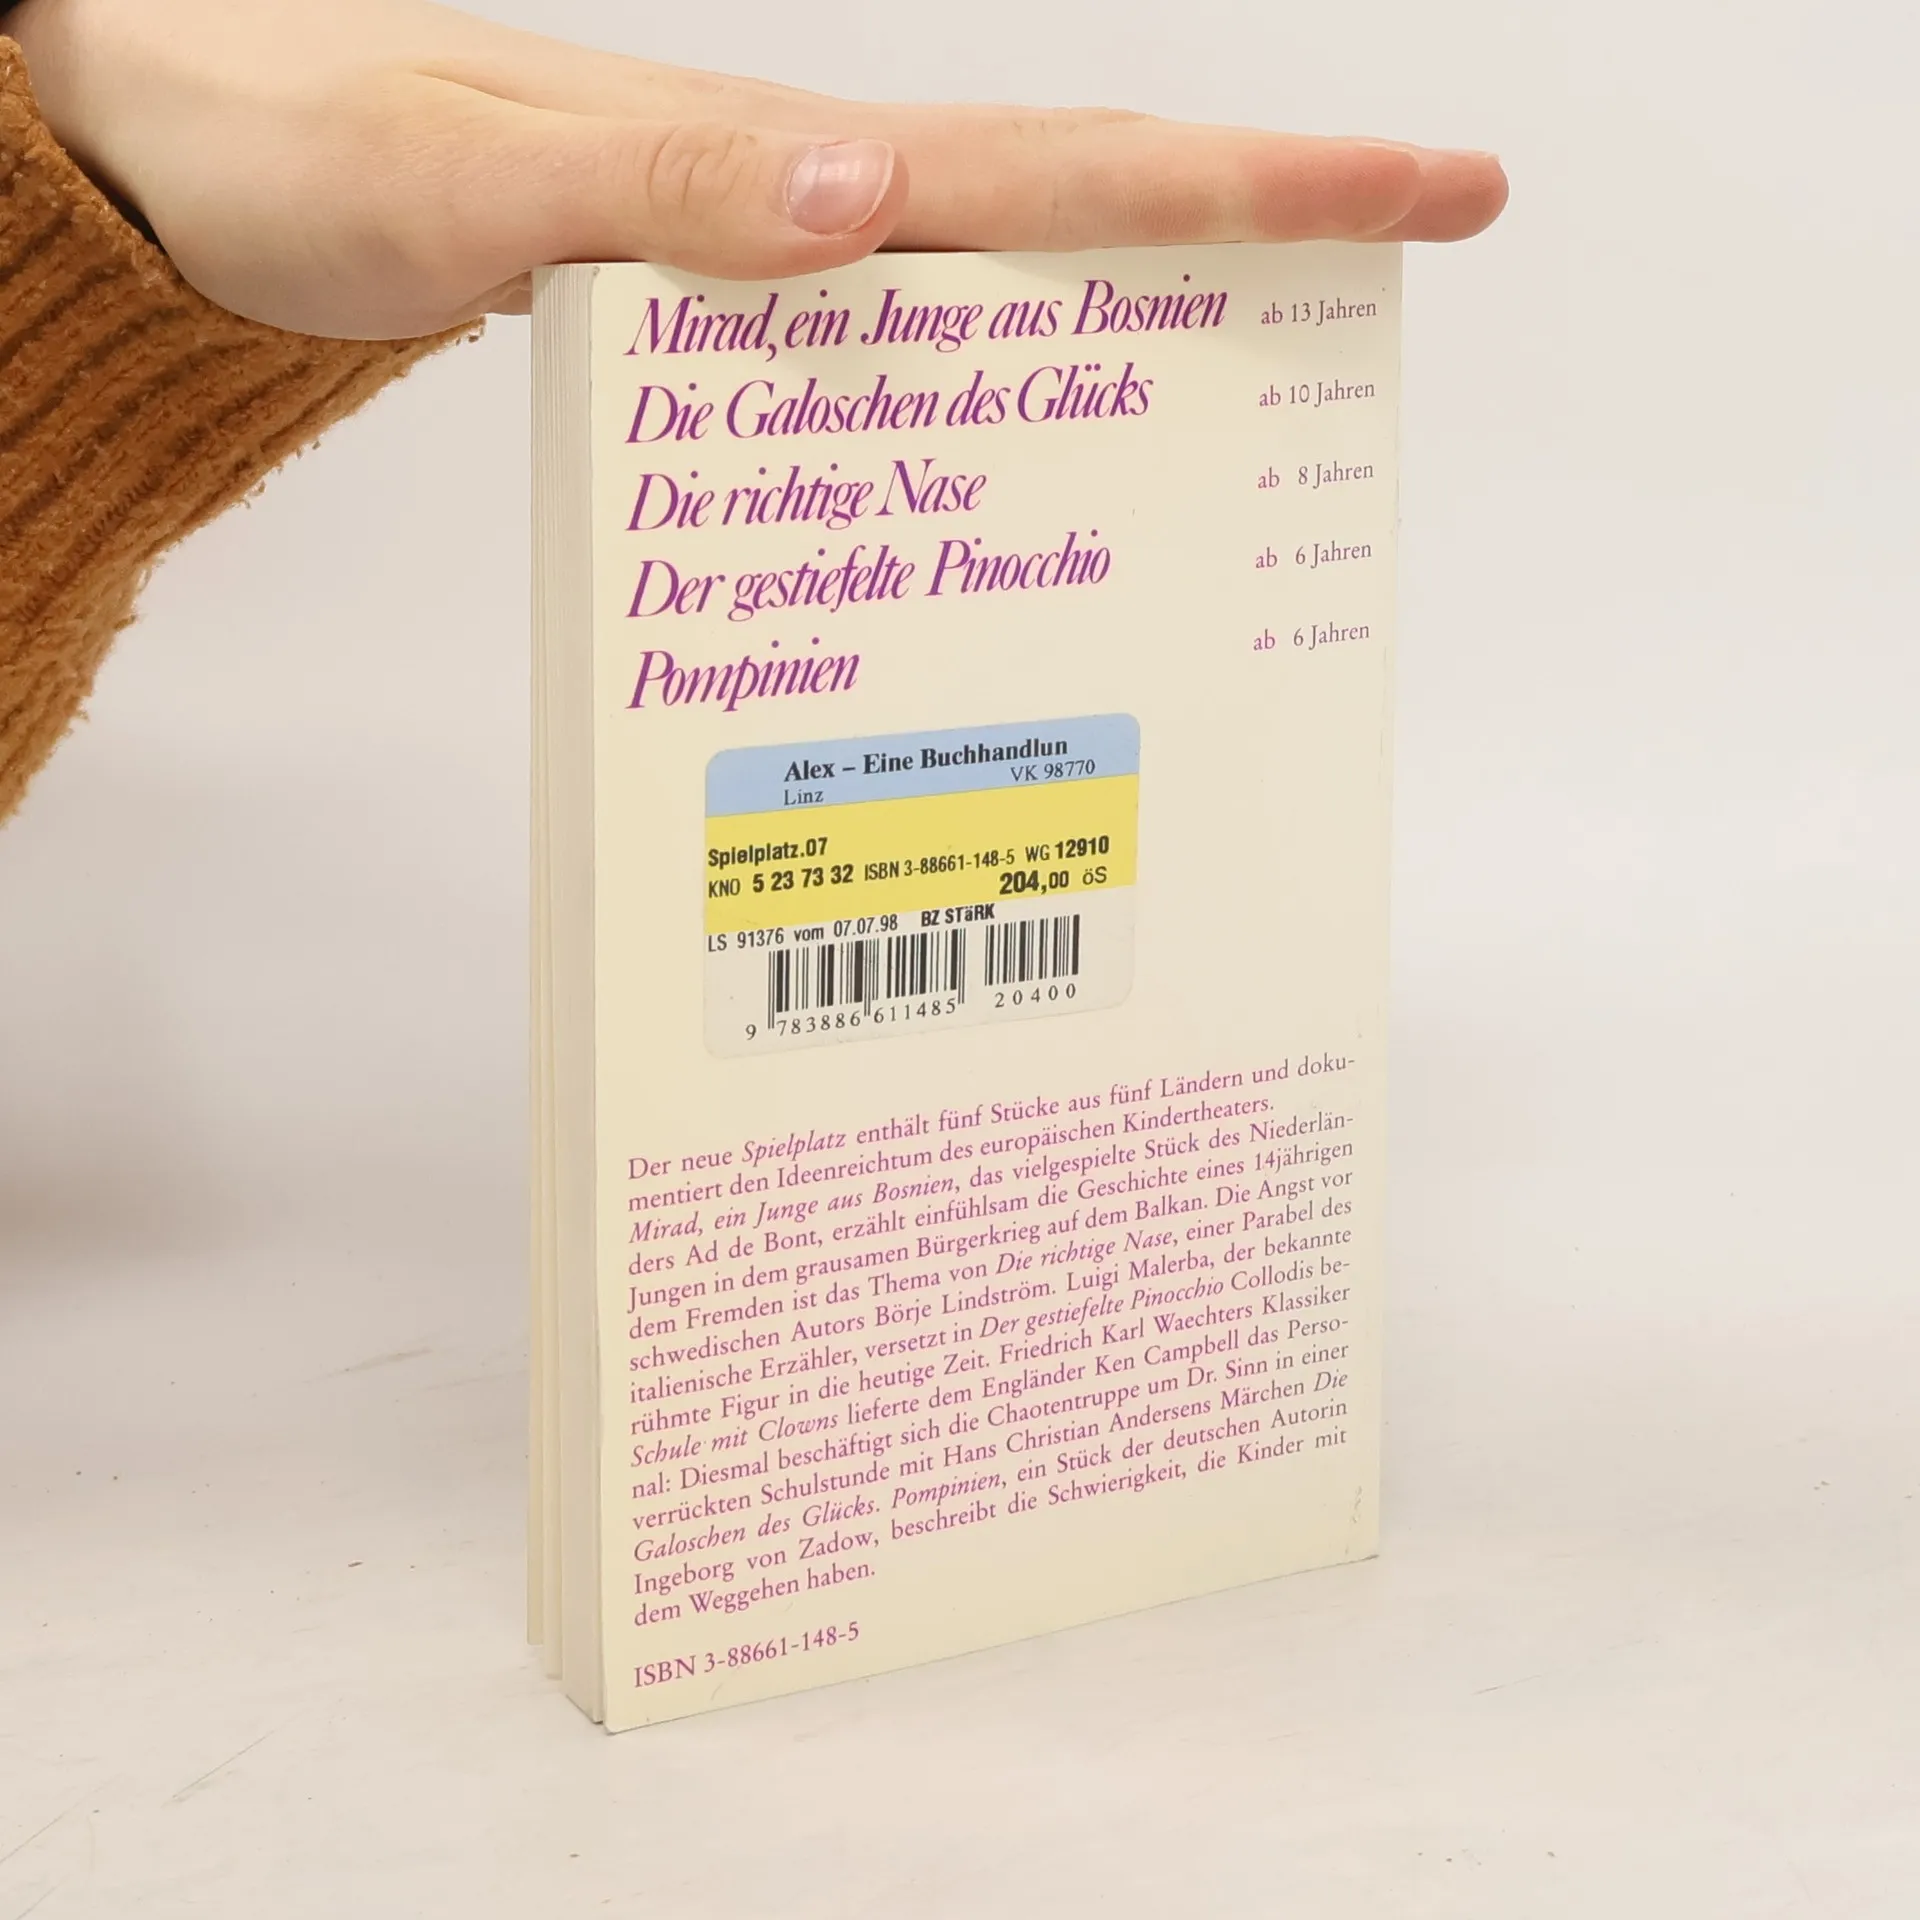 Mirad, ein Junge aus Bosnien ab 13 Jahren
Die Galoschen des Glücks ab 10 Jahren
Die richtige Nase ab 8 Jahren
Der gestiefelte Pinocchio ab 6 Jahren
Pompinien ab 6 Jahren
Alex – Eine Buchhandlun
Linz VK 98770
Spielplatz.07
KNO 5 23 73 32 ISBN 3-88661-148-5 WG 12910
204,00 öS
LS 91376 vom 07.07.98 BZ STäRK
9 783886 611485 20400
Der neue Spielplatz enthält fünf Stücke aus fünf Ländern und doku-
mentiert den Ideenreichtum des europäischen Kindertheaters.
Mirad, ein Junge aus Bosnien, das vielgespielte Stück des Niederlän-
ders Ad de Bont, erzählt einfühlsam die Geschichte eines 14jährigen
Jungen in dem grausamen Bürgerkrieg auf dem Balkan. Die Angst vor
dem Fremden ist das Thema von Die richtige Nase, einer Parabel des
schwedischen Autors Börje Lindström. Luigi Malerba, der bekannte
italienische Erzähler, versetzt in Der gestiefelte Pinocchio Collodis be-
rühmte Figur in die heutige Zeit. Friedrich Karl Waechters Klassiker
Schule mit Clowns lieferte dem Engländer Ken Campbell das Perso-
nal: Diesmal beschäftigt sich die Chaotentruppe um Dr. Sinn in einer
verrückten Schulstunde mit Hans Christian Andersens Märchen Die
Galoschen des Glücks. Pompinien, ein Stück der deutschen Autorin
Ingeborg von Zadow, beschreibt die Schwierigkeit, die Kinder mit
dem Weggehen haben.
ISBN 3-88661-148-5